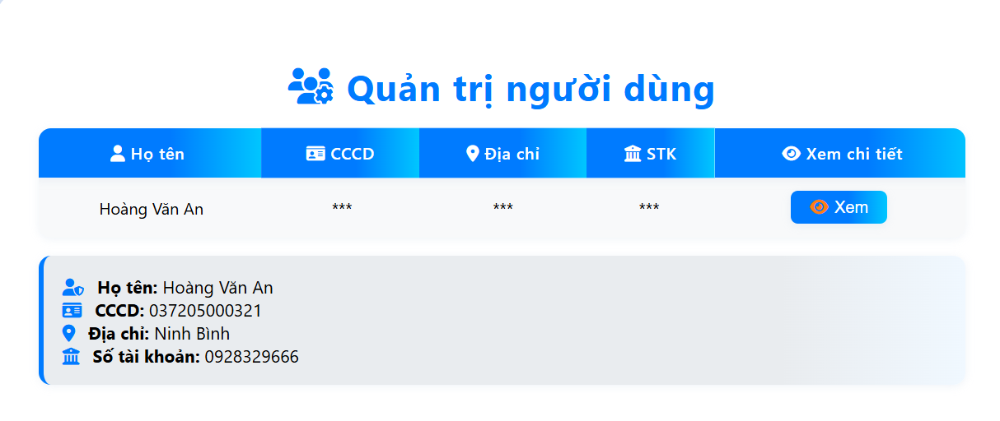 Quản trị người dùng
Họ tên CCCD Địa chỉ STK Xem chi tiết
Hoàng Văn An *** *** *** Xem
Họ tên: Hoàng Văn An
CCCD: 037205000321
Địa chỉ: Ninh Bình
Số tài khoản: 0928329666